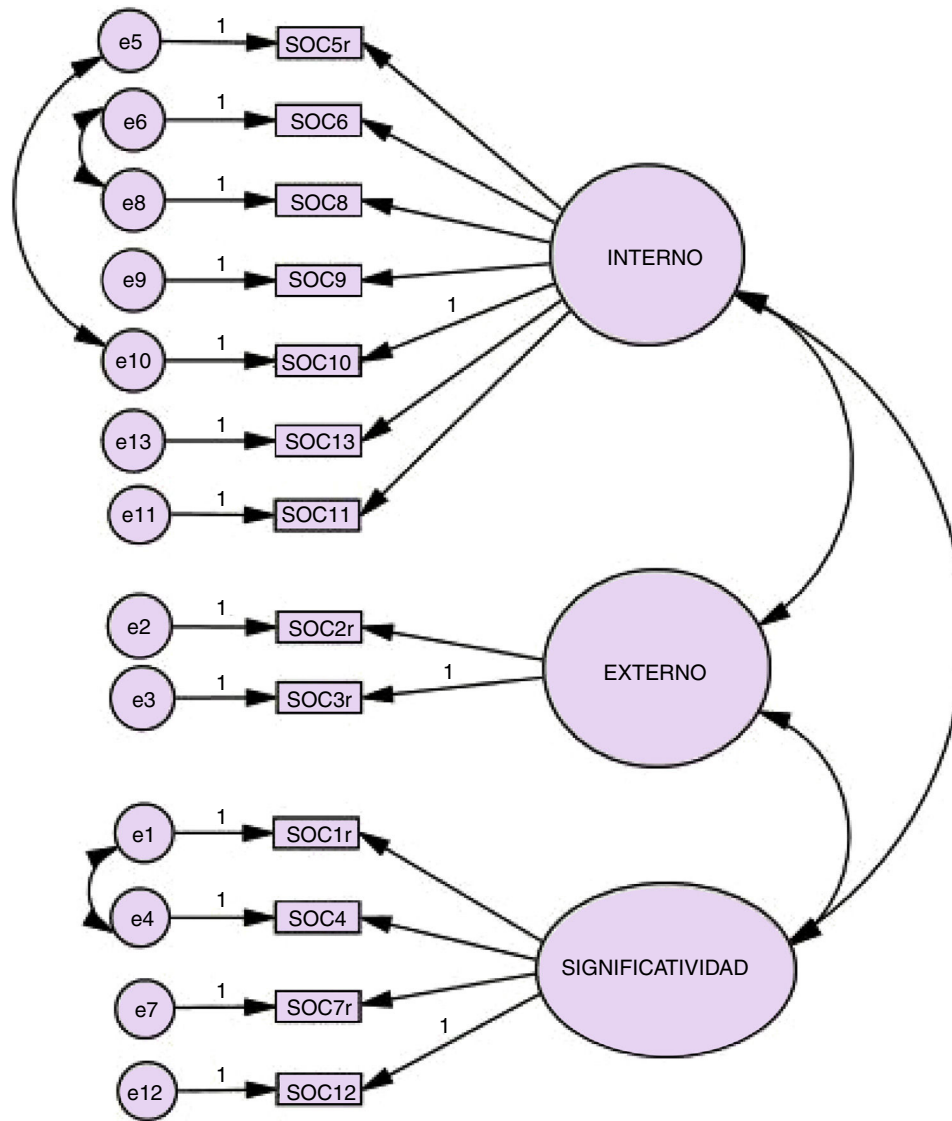 e5 1 SOC5r
e6 1 SOC6
e8 1 SOC8
INTERNO
e9 1 SOC9
1
e10 1 SOC10
e13 1 SOC13
e11 1 SOC11
e2 1 SOC2r
EXTERNO
e3 1 SOC3r 1
e1 1 SOC1r
e4 1 SOC4
SIGNIFICATIVIDAD
e7 1 SOC7r
1
e12 1 SOC12